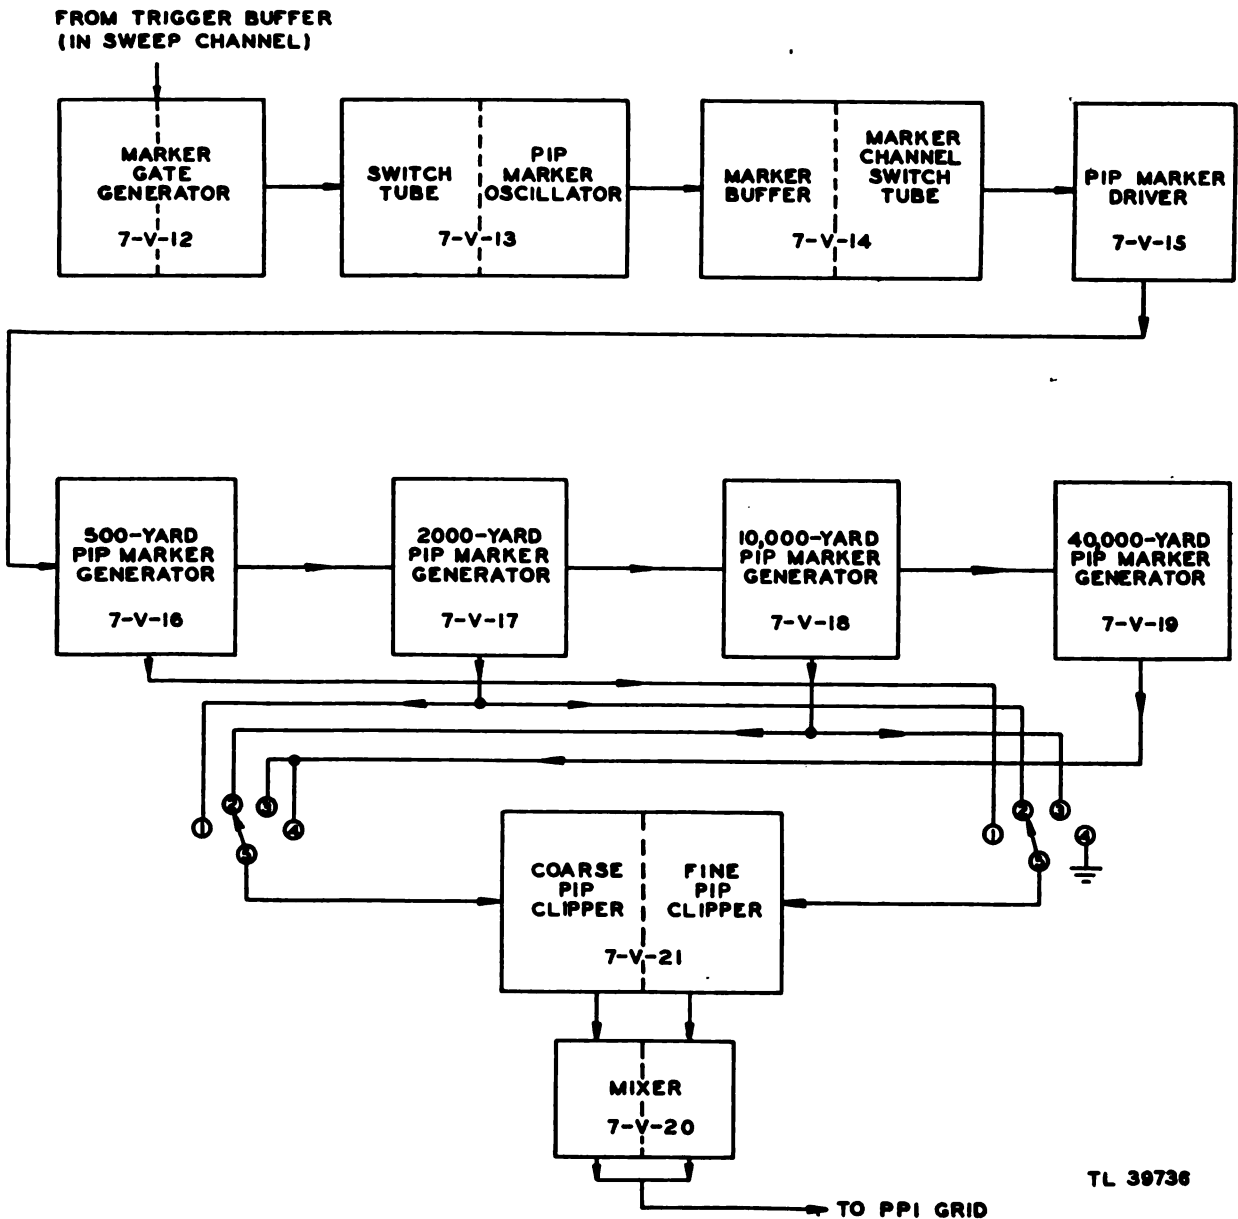 FROM TRIGGER BUFFER
(IN SWEEP CHANNEL)
MARKER
GATE
GENERATOR
7-V-12
SWITCH
TUBE
PIP
MARKER
OSCILLATOR
7-V-13
MARKER
BUFFER
MARKER
CHANNEL
SWITCH
TUBE
7-V-14
PIP MARKER
DRIVER
7-V-15
500-YARD
PIP MARKER
GENERATOR
7-V-16
2000-YARD
PIP MARKER
GENERATOR
7-V-17
10,000-YARD
PIP MARKER
GENERATOR
7-V-18
40,000-YARD
PIP MARKER
GENERATOR
7-V-19
1
2
3
4
5
1
2
3
4
5
COARSE
PIP
CLIPPER
FINE
PIP
CLIPPER
7-V-21
MIXER
7-V-20
TO PPI GRID
TL 39736